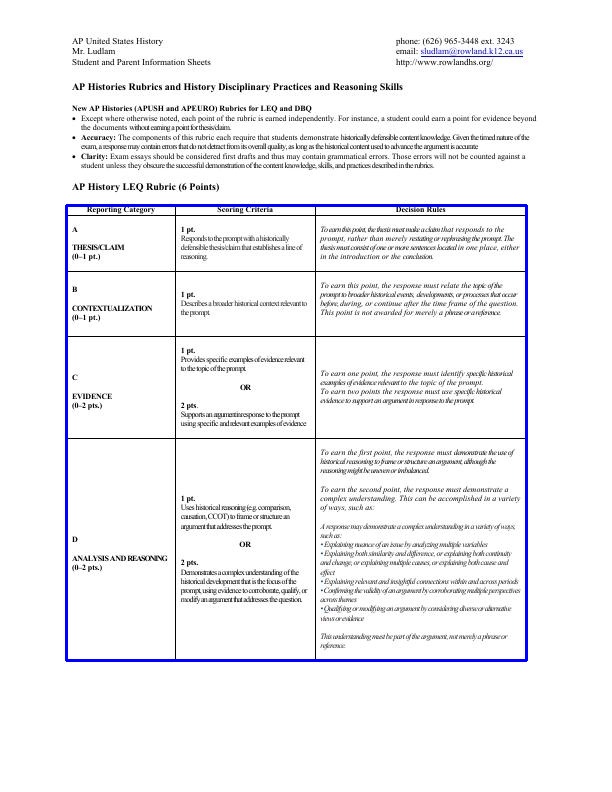 AP United States History
phone: (626) 965-3448 ext. 3243
Mr. Ludlam
email: sludlam@rowland.k12.ca.us
Student and Parent Information Sheets
http://www.rowlandhs.org/
AP Histories Rubrics and History Disciplinary Practices and Reasoning Skills
New AP Histories (APUSH and APEURO) Rubrics for LEQ and DBQ
• Except where otherwise noted, each point of the rubric is earned independently. For instance, a student could earn a point for evidence beyond
the documents without earning a point for thesis/claim.
• Accuracy: The components of this rubric each require that students demonstrate historically defensible content knowledge. Given the timed nature of the
exam, a response may contain errors that do not detract from its overall quality, as long as the historical content used to advance the argument is accurate
• Clarity: Exam essays should be considered first drafts and thus may contain grammatical errors. Those errors will not be counted against a
student unless they obscure the successful demonstration of the content knowledge, skills, and practices described in the rubrics.
AP History LEQ Rubric (6 Points)
Reporting Category
Scoring Criteria
Decision Rules
A
THESIS/CLAIM
(0–1 pt.)
1 pt.
Responds to the prompt with a historically
defensible thesis/claim that establishes a line of
reasoning.
To earn this point, the thesis must make a claim that responds to the
prompt, rather than merely restating or rephrasing the prompt. The
thesis must consist of one or more sentences located in one place, either
in the introduction or the conclusion.
B
CONTEXTUALIZATION
(0–1 pt.)
1 pt.
Describes a broader historical context relevant to
the prompt.
To earn this point, the response must relate the topic of the
prompt to broader historical events, developments, or processes that occur
before, during, or continue after the time frame of the question.
This point is not awarded for merely a phrase or a reference.
C
EVIDENCE
(0–2 pts.)
1 pt.
Provides specific examples of evidence relevant
to the topic of the prompt.
OR
2 pts.
Supports an argument in response to the prompt
using specific and relevant examples of evidence
To earn one point, the response must identify specific historical
examples of evidence relevant to the topic of the prompt.
To earn two points the response must use specific historical
evidence to support an argument in response to the prompt.
D
ANALYSIS AND REASONING
(0–2 pts.)
1 pt.
Uses historical reasoning (e.g. comparison,
causation, CCOT) to frame or structure an
argument that addresses the prompt.
OR
2 pts.
Demonstrates a complex understanding of the
historical development that is the focus of the
prompt, using evidence to corroborate, qualify, or
modify an argument that addresses the question.
To earn the first point, the response must demonstrate the use of
historical reasoning to frame or structure an argument, although the
reasoning might be uneven or imbalanced.
To earn the second point, the response must demonstrate a
complex understanding. This can be accomplished in a variety
of ways, such as:
A response may demonstrate a complex understanding in a variety of ways,
such as:
• Explaining nuance of an issue by analyzing multiple variables
• Explaining both similarity and difference, or explaining both continuity
and change, or explaining multiple causes, or explaining both cause and
effect
• Explaining relevant and insightful connections within and across periods
• Confirming the validity of an argument by corroborating multiple perspectives
across themes
• Qualifying or modifying an argument by considering diverse or alternative
views or evidence
This understanding must be part of the argument, not merely a phrase or
reference.